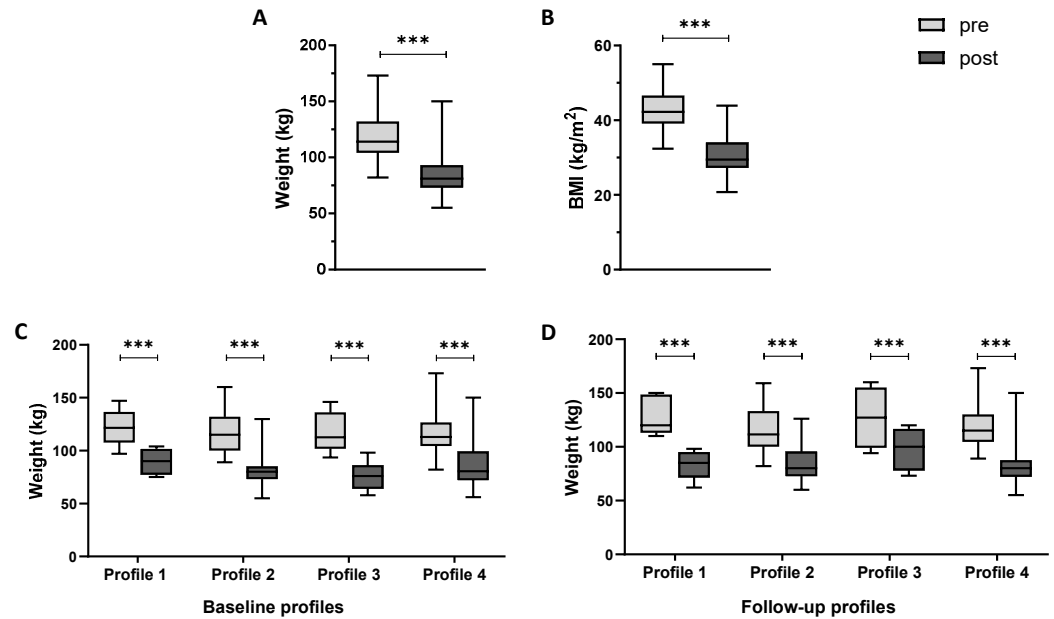 A
B
pre
post
***
***
200
150
100
50
0
Weight (kg)
60
40
20
0
BMI (kg/m²)
C
D
***
***
***
***
200
150
100
50
0
Weight (kg)
Profile 1
Profile 2
Profile 3
Profile 4
Baseline profiles
***
***
***
***
200
150
100
50
0
Weight (kg)
Profile 1
Profile 2
Profile 3
Profile 4
Follow-up profiles